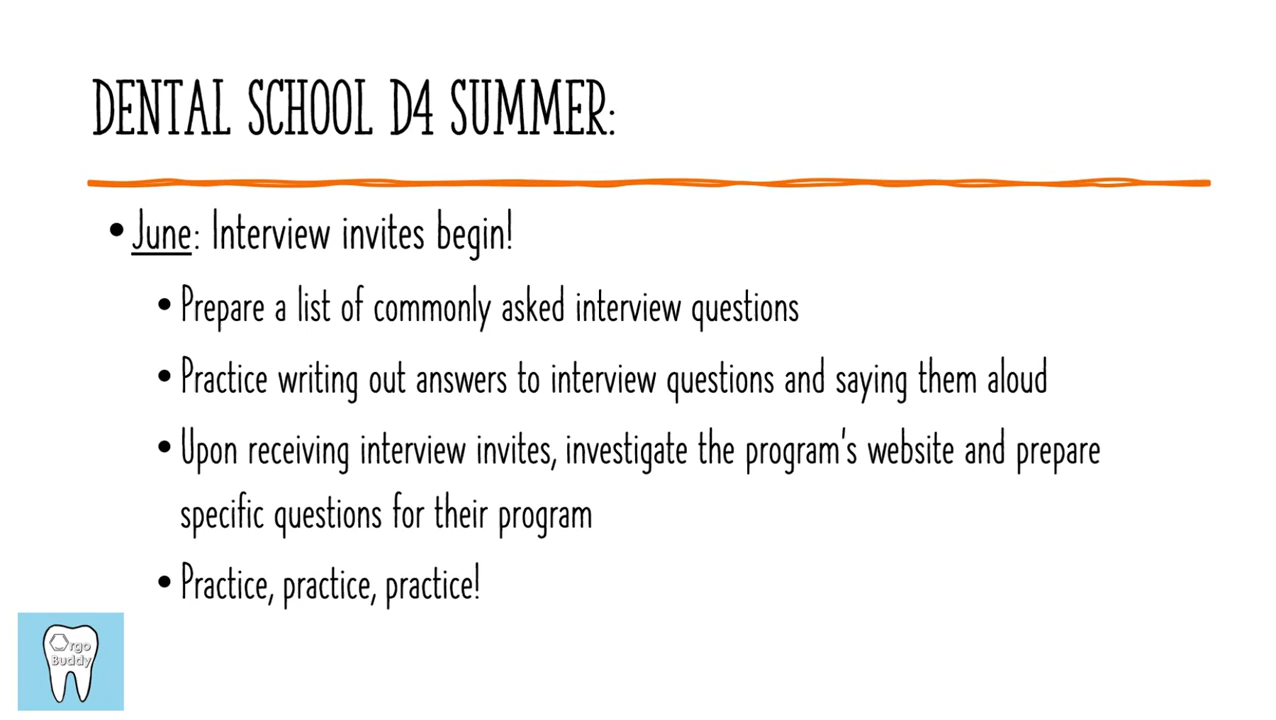 DENTAL SCHOOL D4 SUMMER:
• June: Interview invites begin!
• Prepare a list of commonly asked interview questions
• Practice writing out answers to interview questions and saying them aloud
• Upon receiving interview invites, investigate the program's website and prepare
specific questions for their program
• Practice, practice, practice!
Orgo
Buddy